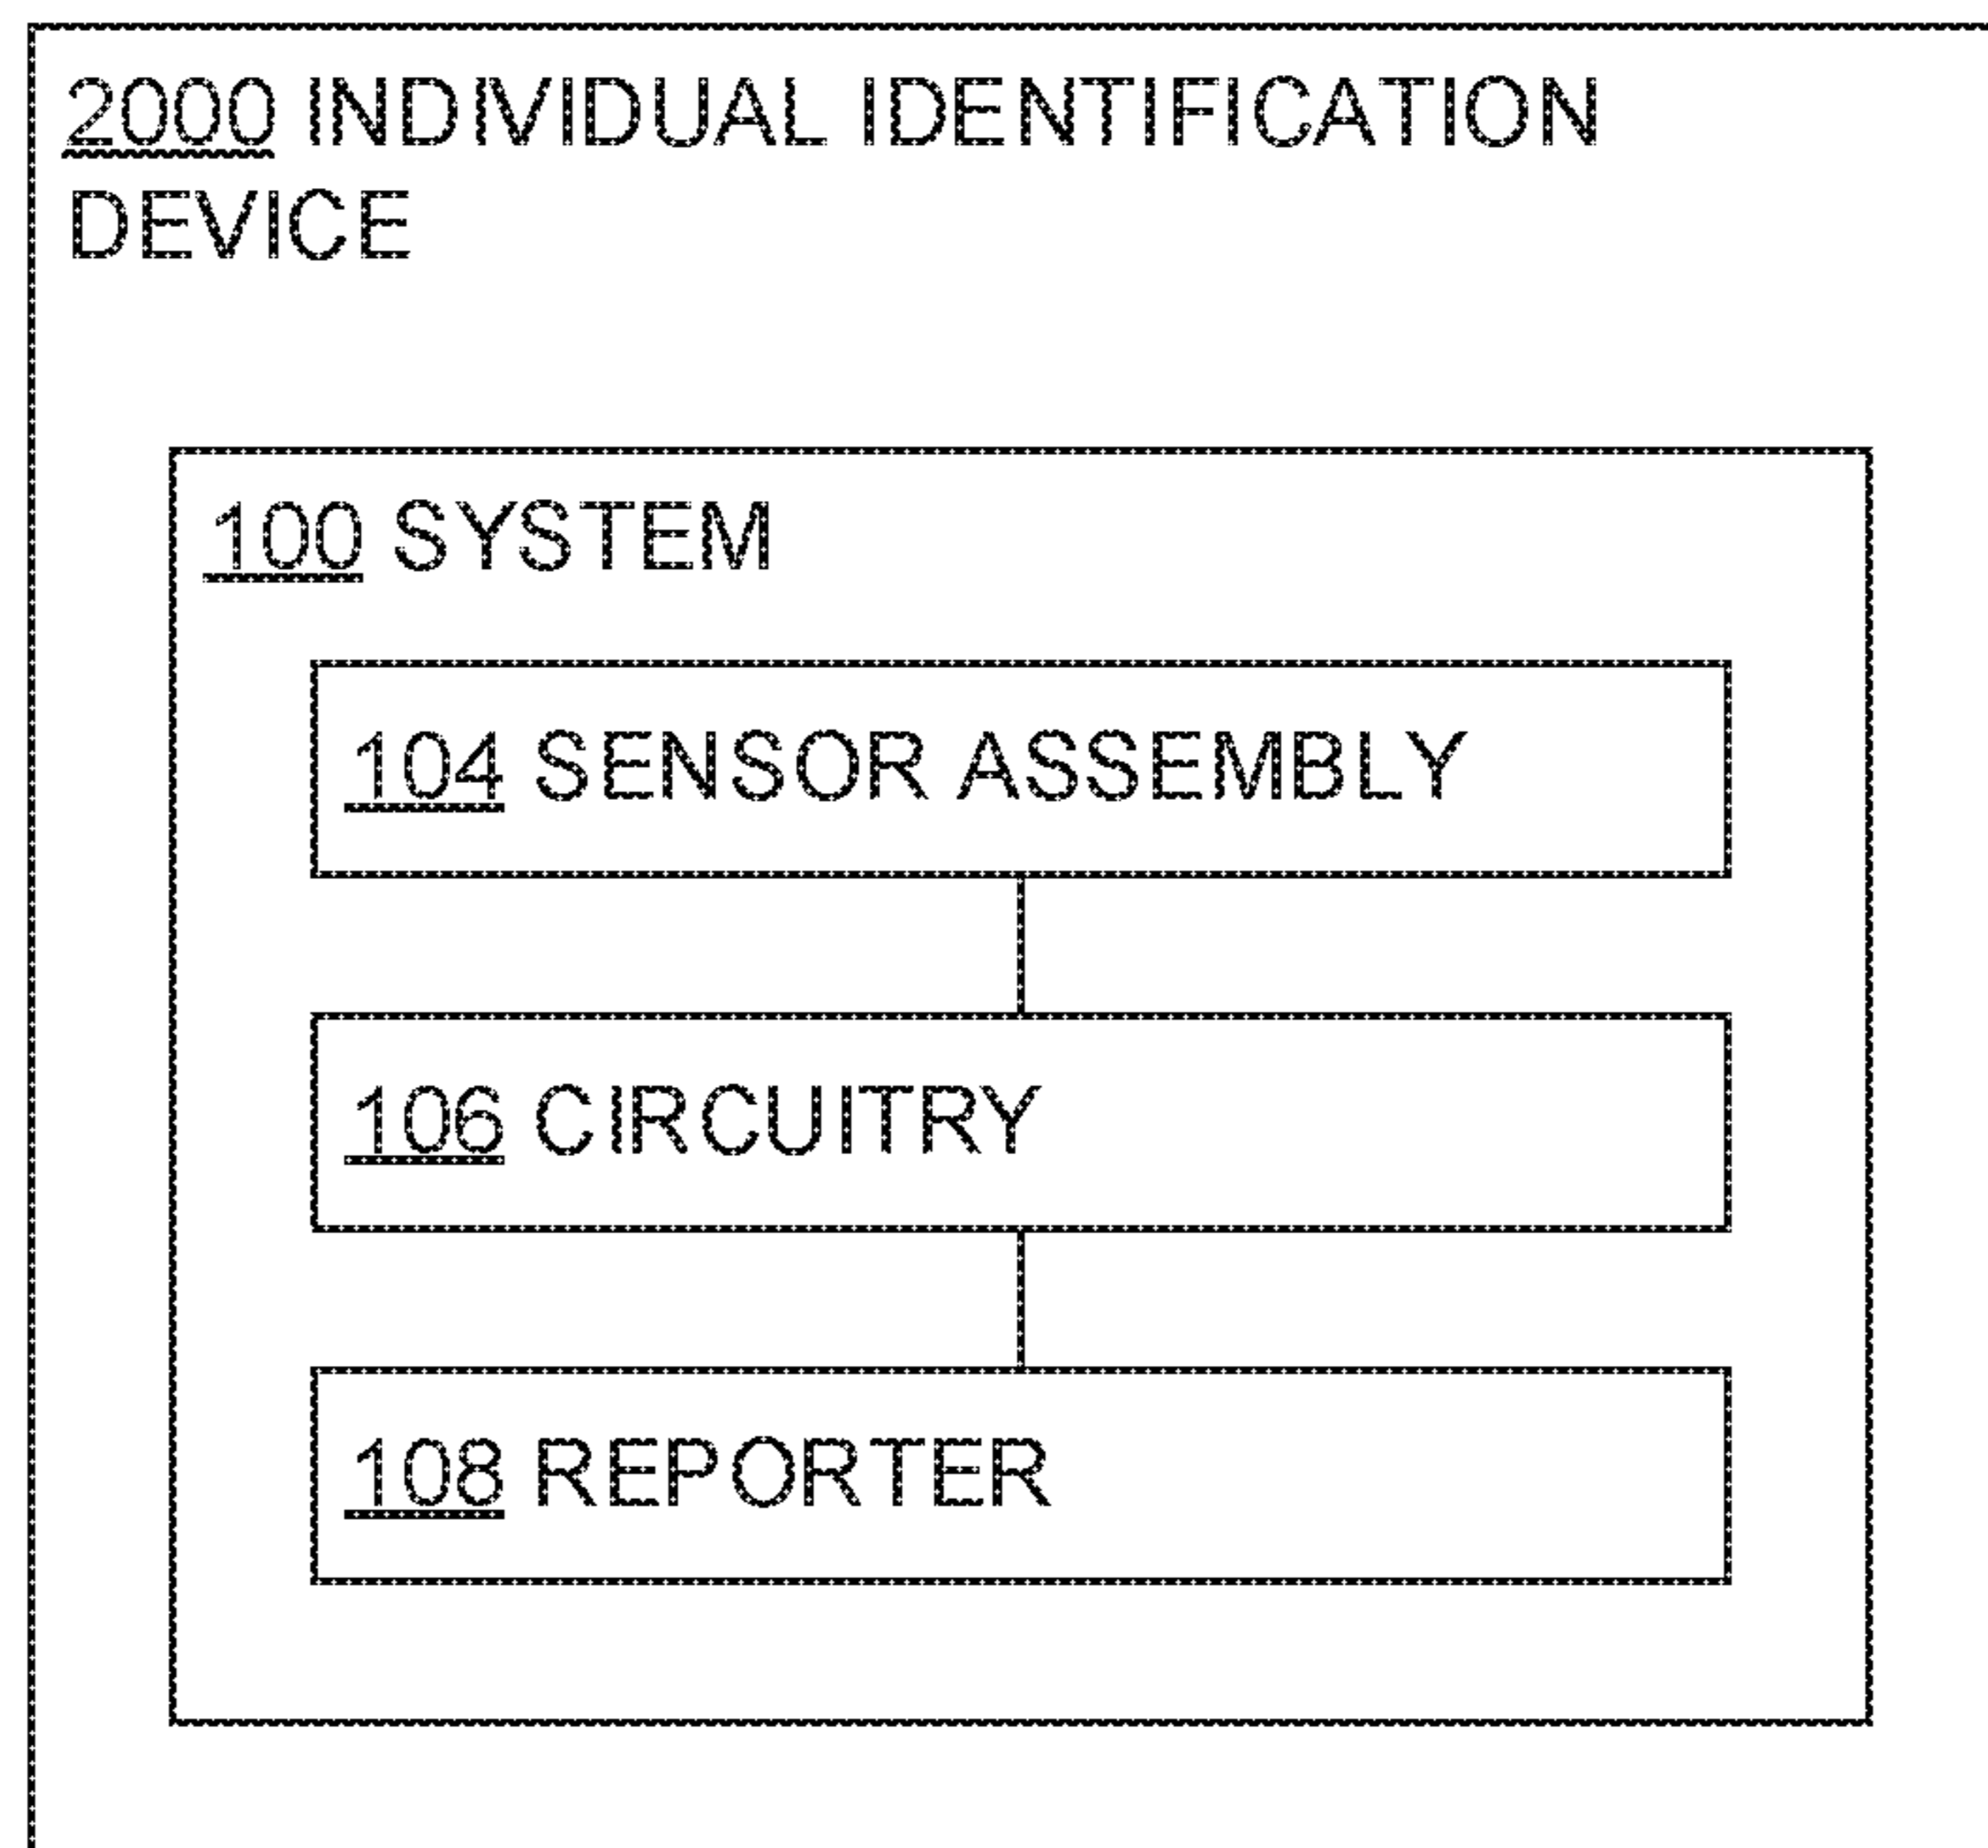 2000 INDIVIDUAL IDENTIFICATION
DEVICE
100 SYSTEM
104 SENSOR ASSEMBLY
106 CIRCUITRY
108 REPORTER